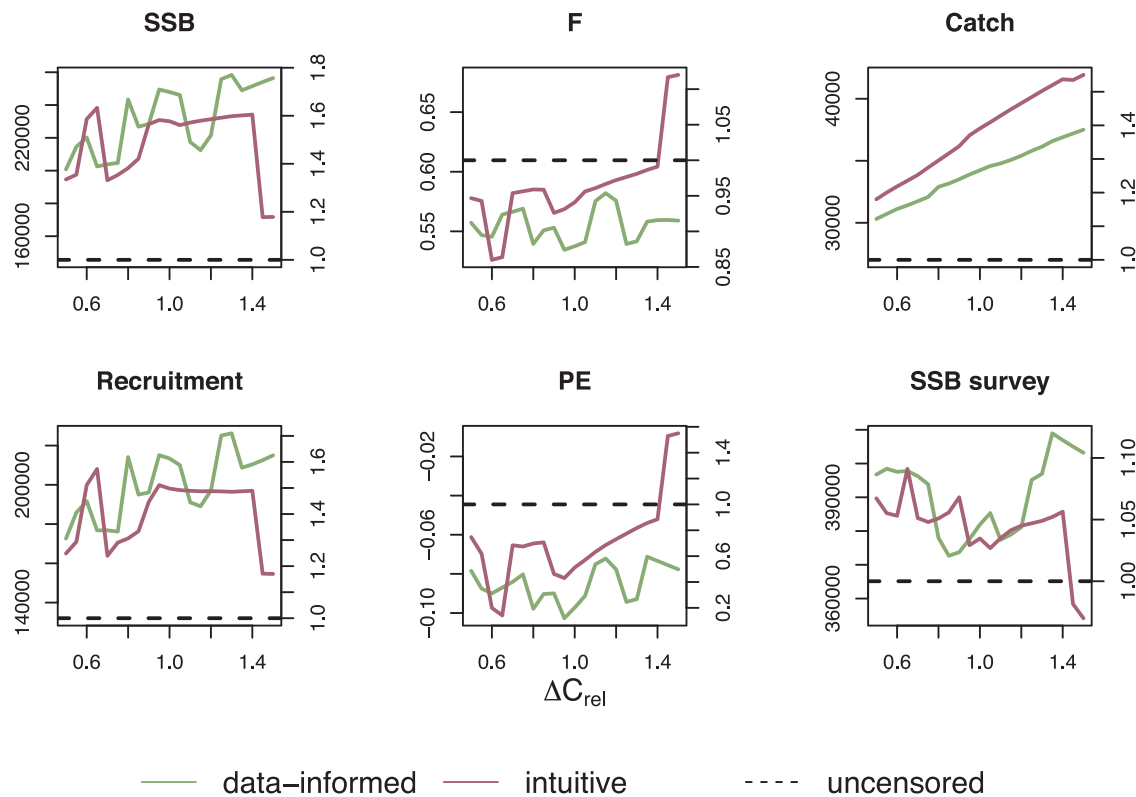 SSB
F
Catch
160000 220000
1.0 1.2 1.4 1.6 1.8
0.55 0.60 0.65
0.85 0.95 1.05
30000 40000
1.0 1.2 1.4
0.6 1.0 1.4
0.6 1.0 1.4
0.6 1.0 1.4
Recruitment
PE
SSB survey
140000 200000
1.0 1.2 1.4 1.6
−0.10 −0.06 −0.02
0.2 0.6 1.0 1.4
360000 390000
1.00 1.05 1.10
0.6 1.0 1.4
0.6 1.0 1.4
0.6 1.0 1.4
ΔCrel
data−informed
intuitive
uncensored